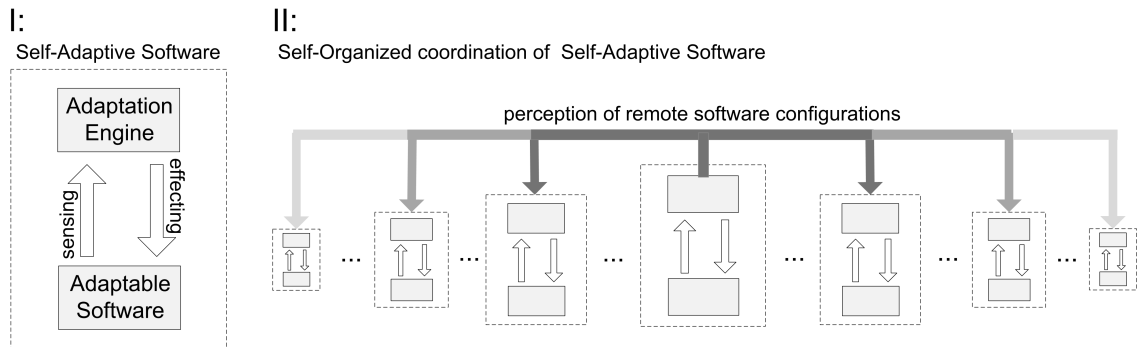 I:
Self-Adaptive Software
Adaptation
Engine
sensing
effecting
Adaptable
Software
II:
Self-Organized coordination of Self-Adaptive Software
perception of remote software configurations
... ... ... ... ... ...